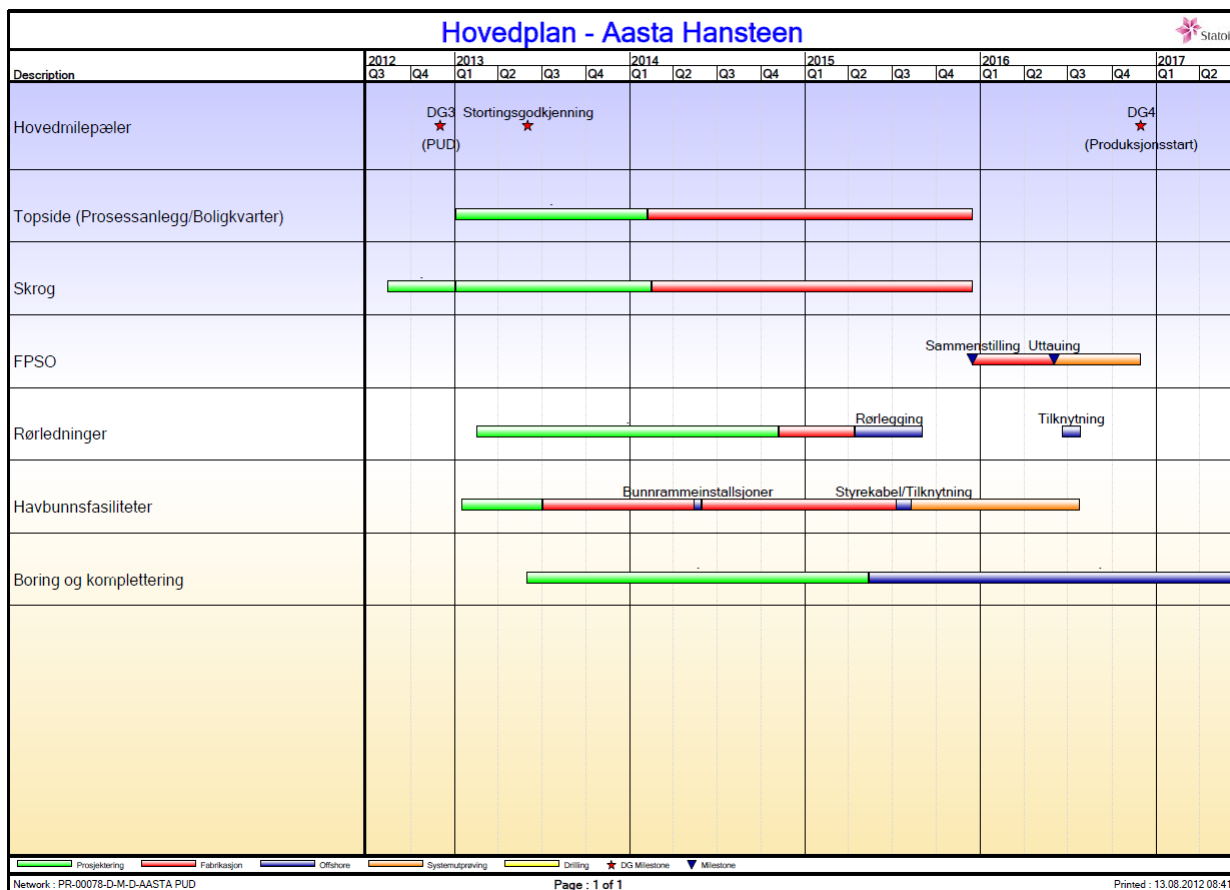 Hovedplan - Aasta Hansteen
Statoil
Description
2012 2013 2014 2015 2016 2017
Q3 Q4 Q1 Q2 Q3 Q4 Q1 Q2 Q3 Q4 Q1 Q2 Q3 Q4 Q1 Q2 Q3 Q4 Q1 Q2
Hovedmilepæler
DG3 Stortingsgodkjenning DG4
(PUD) (Produksjonsstart)
Topside (Prosessanlegg/Boligkvarter)
Skrog
FPSO
Sammenstilling Uttauing
Rørledninger
Rørlegging Tilknytning
Havbunnsfasiliteter
Bunnrammeinstallsjoner Styrekabel/Tilknytning
Boring og komplettering
Prosjektering Fabrikasjon Offshore Systemutprøving Drilling DG Milestone Milestone
Network : PR-00078-D-M-D-AASTA PUD Page : 1 of 1 Printed : 13.08.2012 08:41